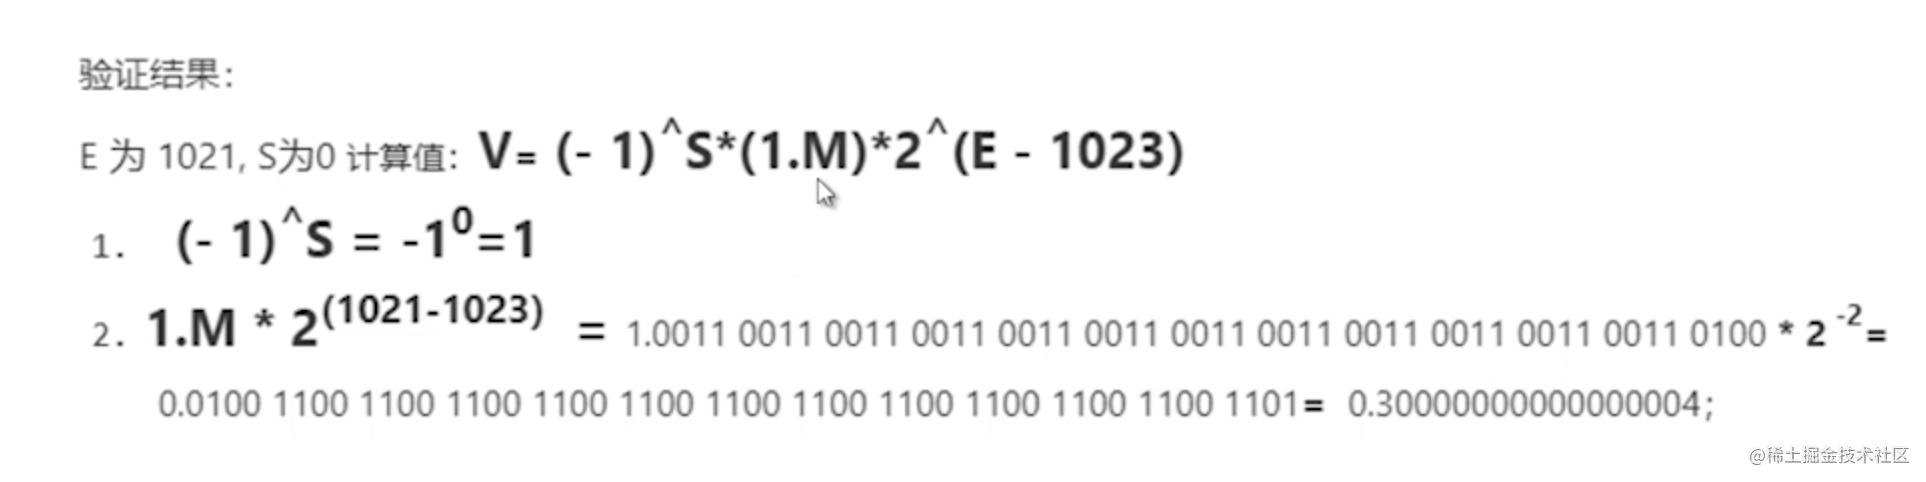 验证结果：
E 为 1021, S为0 计算值：V= (- 1)^S*(1.M)*2^(E - 1023)
1. (- 1)^S = -1⁰=1
2. 1.M * 2⁽¹⁰²¹⁻¹⁰²³⁾ = 1.0011 0011 0011 0011 0011 0011 0011 0011 0011 0011 0011 0011 0100 * 2 ⁻²=
0.0100 1100 1100 1100 1100 1100 1100 1100 1100 1100 1100 1100 1101= 0.30000000000000004;
@稀土掘金技术社区